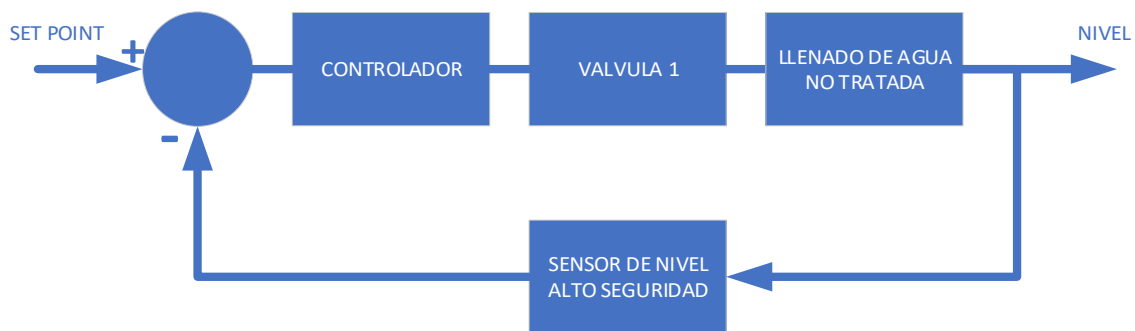 SET POINT
+
-
CONTROLADOR
VALVULA 1
LLENADO DE AGUA
NO TRATADA
NIVEL
SENSOR DE NIVEL
ALTO SEGURIDAD